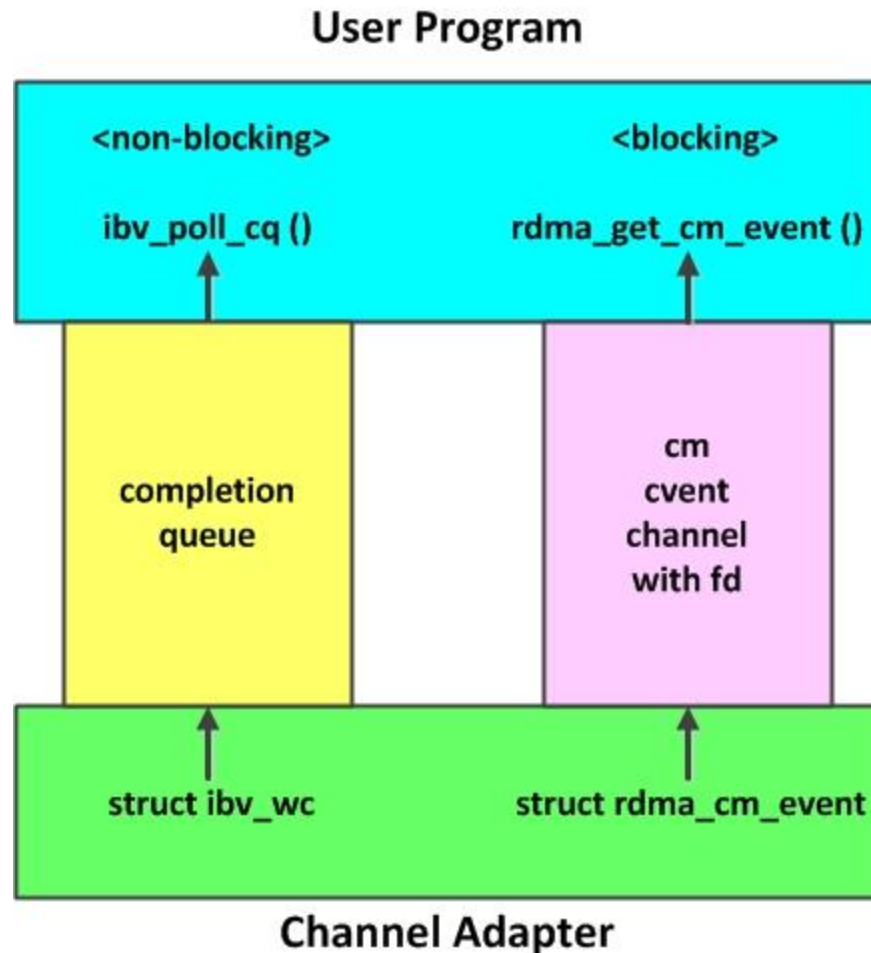 User Program
<non-blocking>
<blocking>
ibv_poll_cq ()
rdma_get_cm_event ()
completion
queue
cm
cvent
channel
with fd
struct ibv_wc
struct rdma_cm_event
Channel Adapter